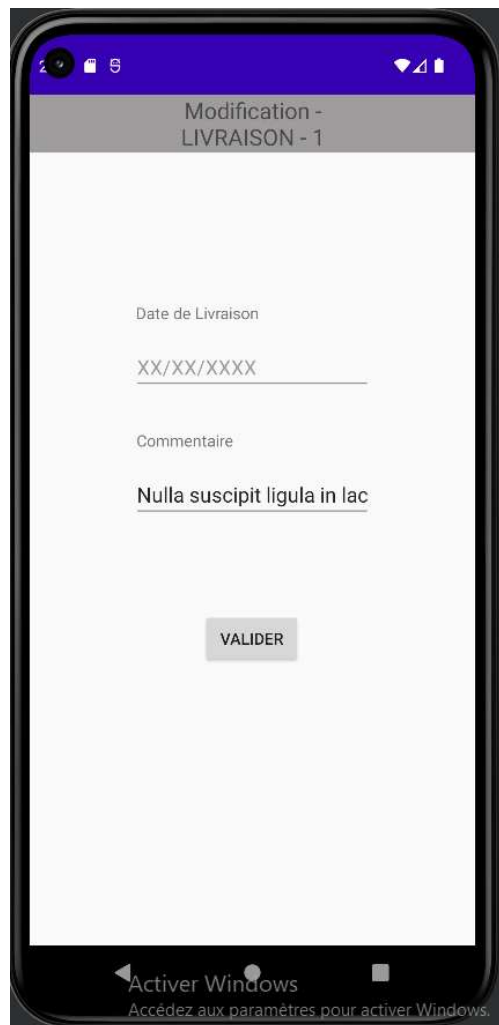 Modification -
LIVRAISON - 1
Date de Livraison
XX/XX/XXXX
Commentaire
Nulla suscipit ligula in lac
VALIDER
Activer Windows
Accédez aux paramètres pour activer Windows.